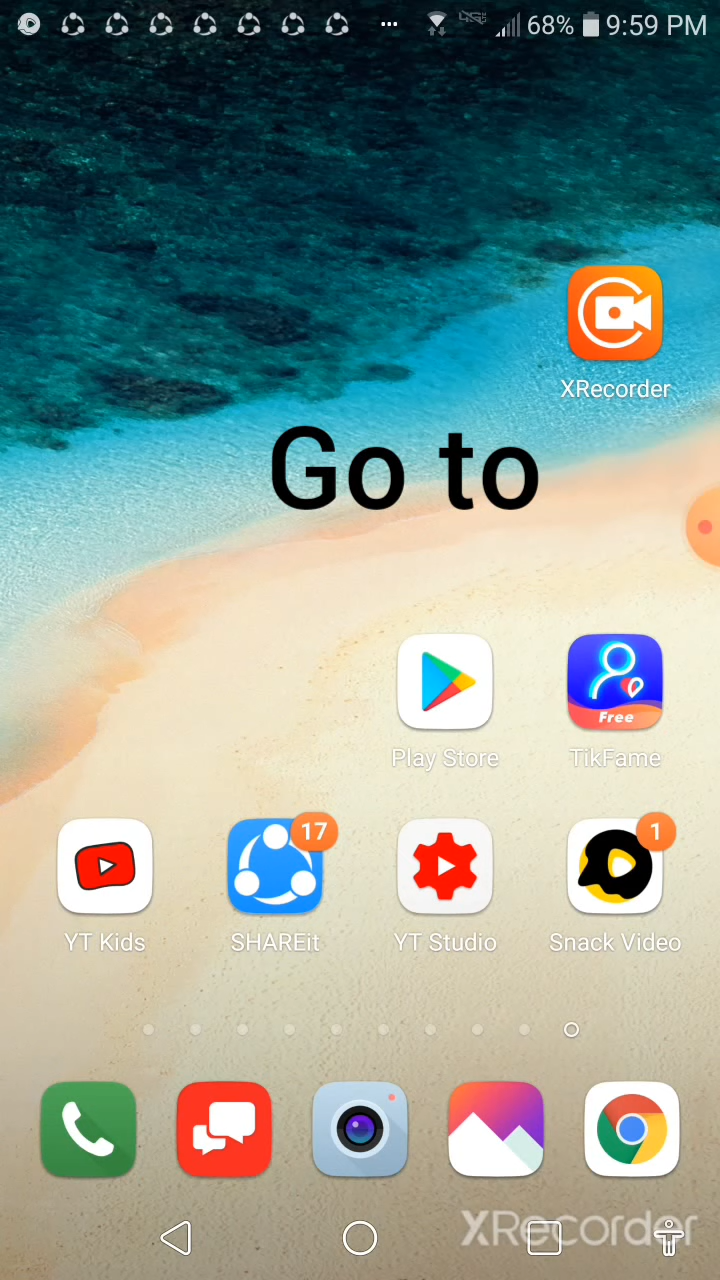 68% 9:59 PM
XRecorder
Go to
Free
Play Store TikFame
17 1
YT Kids SHAREit YT Studio Snack Video
XRecorder